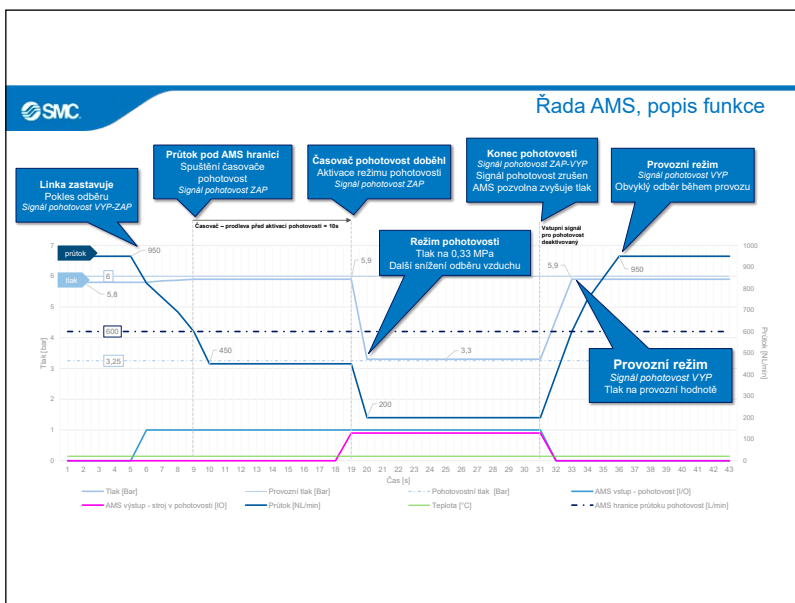 SMC.
Řada AMS, popis funkce
Linka zastavuje
Pokles odběru
Signál pohotovost VYP-ZAP
Průtok pod AMS hranicí
Spuštění časovače
pohotovost
Signál pohotovost ZAP
Časovač pohotovost doběhl
Aktivace režimu pohotovosti
Signál pohotovost ZAP
Konec pohotovosti
Signál pohotovost ZAP-VYP
Signál pohotovost zrušen
AMS pozvolna zvyšuje tlak
Provozní režim
Signál pohotovost VYP
Obvyklý odběr během provozu
Časovač – prodleva před aktivací pohotovosti = 10s
Vstupní signál
pro pohotovost
deaktivovaný
Režim pohotovosti
Tlak na 0,33 MPa
Další snížení odběru vzduchu
Provozní režim
Signál pohotovost VYP
Tlak na provozní hodnotě
průtok
tlak
950
6
5,8
600
3,25
450
5,9
200
3,3
5,9
950
Tlak [bar]
7
6
5
4
3
2
1
0
Průtok [NL/min]
1000
900
800
700
600
500
400
300
200
100
0
1 2 3 4 5 6 7 8 9 10 11 12 13 14 15 16 17 18 19 20 21 22 23 24 25 26 27 28 29 30 31 32 33 34 35 36 37 38 39 40 41 42 43
Čas [s]
Tlak [Bar]
Provozní tlak [Bar]
Pohotovostní tlak [Bar]
AMS vstup - pohotovost [I/O]
AMS výstup - stroj v pohotovosti [IO]
Průtok [NL/min]
Teplota [°C]
AMS hranice průtoku pohotovost [L/min]